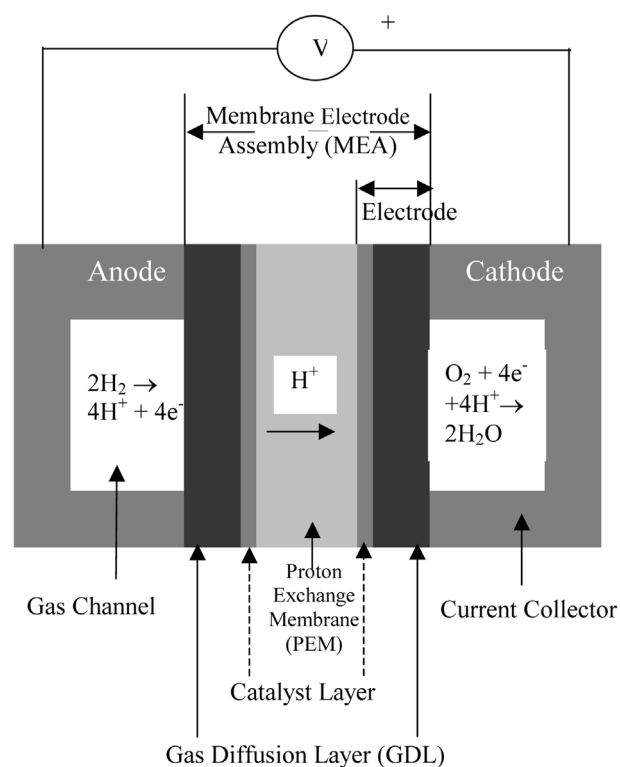 +
V
Membrane Electrode
Assembly (MEA)
Electrode
Anode
Cathode
2H₂ →
4H⁺ + 4e⁻
H⁺
O₂ + 4e⁻
+4H⁺→
2H₂O
Gas Channel
Proton
Exchange
Membrane
(PEM)
Current Collector
Catalyst Layer
Gas Diffusion Layer (GDL)